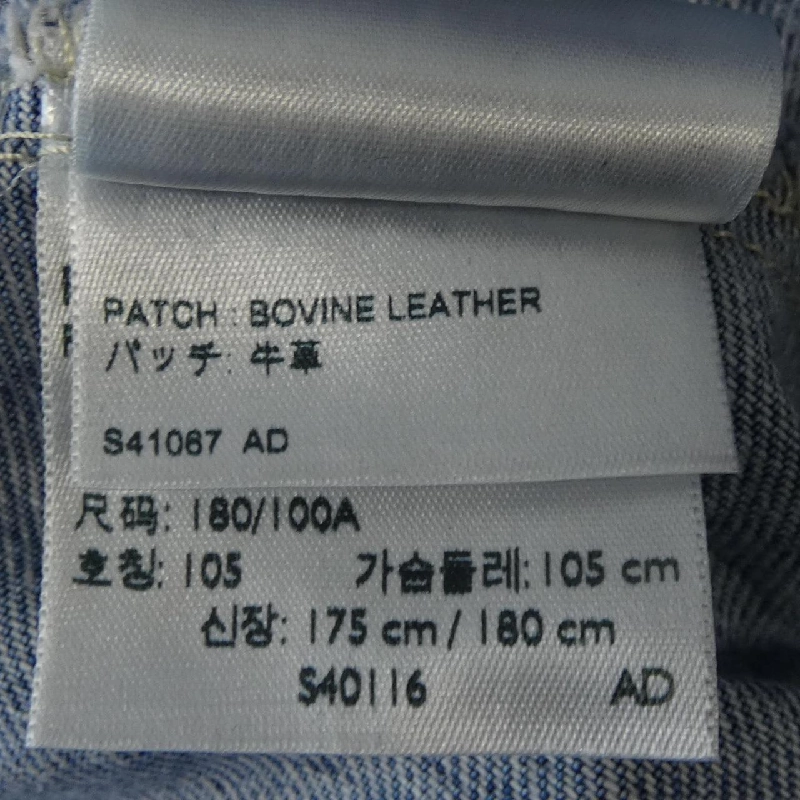 PATCH : BOVINE LEATHER
パッチ: 牛革
S41067 AD
尺码: 180/100A
호칭: 105 가슴둘레: 105 cm
신장: 175 cm / 180 cm
S40116 AD